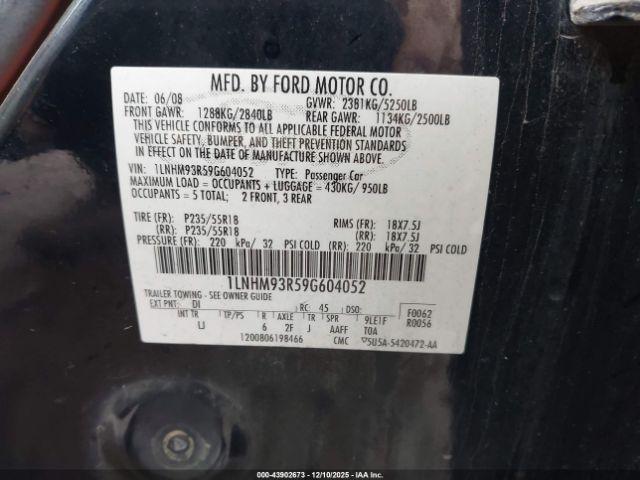 MFD. BY FORD MOTOR CO.
DATE: 06/08 GVWR: 2381KG/5250LB
FRONT GAWR: 1288KG/2840LB REAR GAWR: 1134KG/2500LB
THIS VEHICLE CONFORMS TO ALL APPLICABLE FEDERAL MOTOR
VEHICLE SAFETY, BUMPER, AND THEFT PREVENTION STANDARDS
IN EFFECT ON THE DATE OF MANUFACTURE SHOWN ABOVE.
VIN: 1LNHM93R59G604052 TYPE: Passenger Car
MAXIMUM LOAD = OCCUPANTS + LUGGAGE = 430KG/ 950LB
OCCUPANTS = 5 TOTAL; 2 FRONT, 3 REAR
TIRE (FR): P235/55R18 RIMS (FR): 18X7.5J
(RR): P235/55R18 (RR): 18X7.5J
PRESSURE (FR): 220 kPa/ 32 PSI COLD (RR): 220 kPa/ 32 PSI COLD
1LNHM93R59G604052
TRAILER TOWING - SEE OWNER GUIDE
EXT PNT: DI RC: 45 DSO: F0062
R0056
INT TR TP/PS R AXLE TR SPR 9LE1F
LJ 6 2F J AAFF TOA
1200806198466 CMC 5U5A-5420472-AA
000-43902673 - 12/10/2025 - IAA Inc.